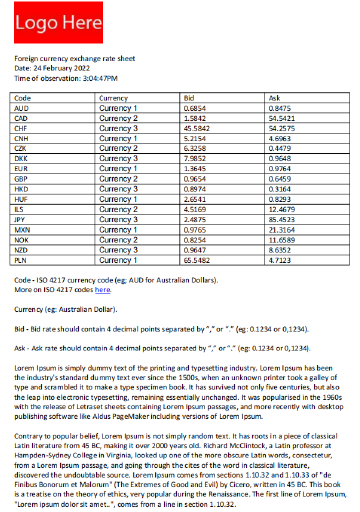 Logo Here
Foreign currency exchange rate sheet
Date: 24 February 2022
Time of observation: 3:04:47PM
Code Currency Bid Ask
AUD Currency 1 0.6854 0.8475
CAD Currency 2 1.5842 54.5421
CHF Currency 3 45.5842 54.2575
CNH Currency 1 5.2154 4.6963
CZK Currency 2 6.3258 0.4479
DKK Currency 3 7.9852 0.9648
EUR Currency 1 1.3645 0.9764
GBP Currency 2 0.9654 0.6459
HKD Currency 3 0.8974 0.3164
HUF Currency 1 2.6541 0.8293
ILS Currency 2 4.5169 12.4679
JPY Currency 3 2.4875 85.4523
MXN Currency 1 0.9765 21.3164
NOK Currency 2 0.8254 11.6589
NZD Currency 3 0.9647 8.6352
PLN Currency 1 65.5482 4.7123
Code - ISO 4217 currency code (eg; AUD for Australian Dollars).
More on ISO 4217 codes here.
Currency (eg: Australian Dollar).
Bid - Bid rate should contain 4 decimal points separated by "," or "." (eg: 0.1234 or 0,1234).
Ask - Ask rate should contain 4 decimal points separated by "," or "." (eg: 0.1234 or 0,1234).
Lorem Ipsum is simply dummy text of the printing and typesetting industry. Lorem Ipsum has been
the industry's standard dummy text ever since the 1500s, when an unknown printer took a galley of
type and scrambled it to make a type specimen book. It has survived not only five centuries, but also
the leap into electronic typesetting, remaining essentially unchanged. It was popularised in the 1960s
with the release of Letraset sheets containing Lorem Ipsum passages, and more recently with desktop
publishing software like Aldus PageMaker including versions of Lorem Ipsum.
Contrary to popular belief, Lorem Ipsum is not simply random text. It has roots in a piece of classical
Latin literature from 45 BC, making it over 2000 years old. Richard McClintock, a Latin professor at
Hampden-Sydney College in Virginia, looked up one of the more obscure Latin words, consectetur,
from a Lorem Ipsum passage, and going through the cites of the word in classical literature,
discovered the undoubtable source. Lorem Ipsum comes from sections 1.10.32 and 1.10.33 of "de
Finibus Bonorum et Malorum" (The Extremes of Good and Evil) by Cicero, written in 45 BC. This book
is a treatise on the theory of ethics, very popular during the Renaissance. The first line of Lorem Ipsum,
"Lorem ipsum dolor sit amet..", comes from a line in section 1.10.32.